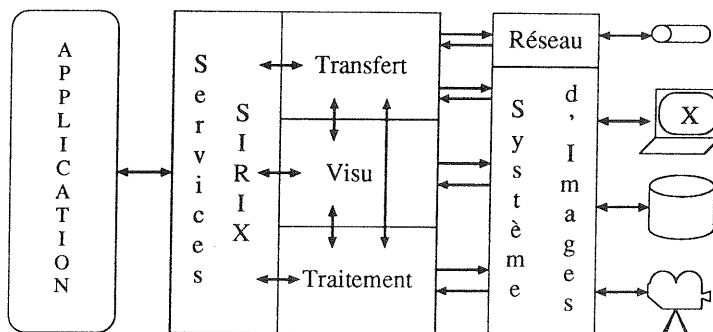 APPLICATION
Services
SIRIX
Transfert
Visu
Traitement
Réseau
Système
d'Images
X